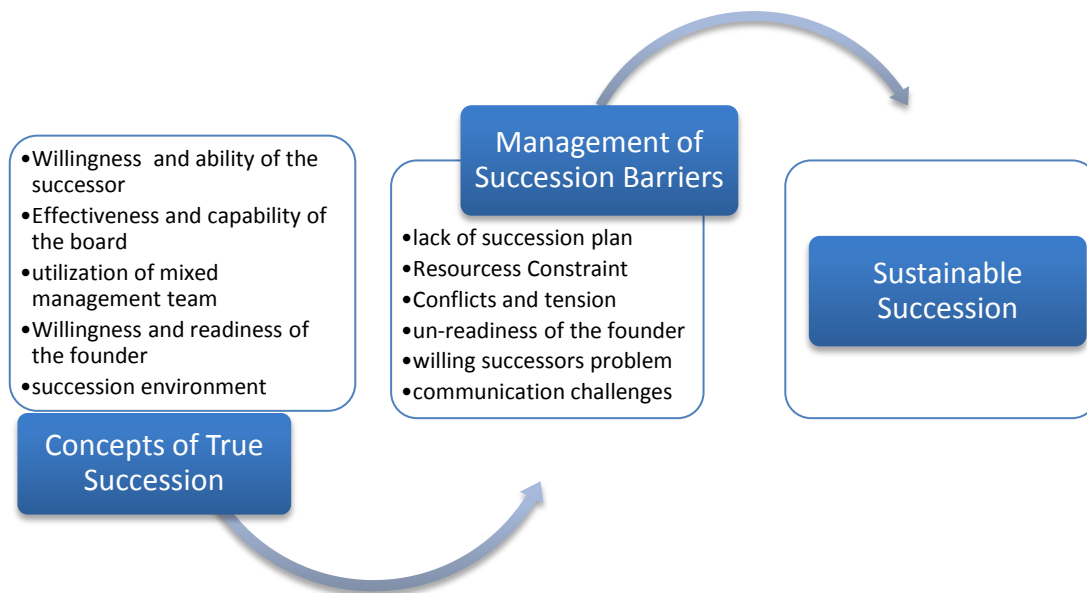 •Willingness and ability of the
successor
•Effectiveness and capability of
the board
•utilization of mixed
management team
•Willingness and readiness of
the founder
•succession environment
Concepts of True
Succession
Management of
Succession Barriers
•lack of succession plan
•Resourcess Constraint
•Conflicts and tension
•un-readiness of the founder
•willing successors problem
•communication challenges
Sustainable
Succession